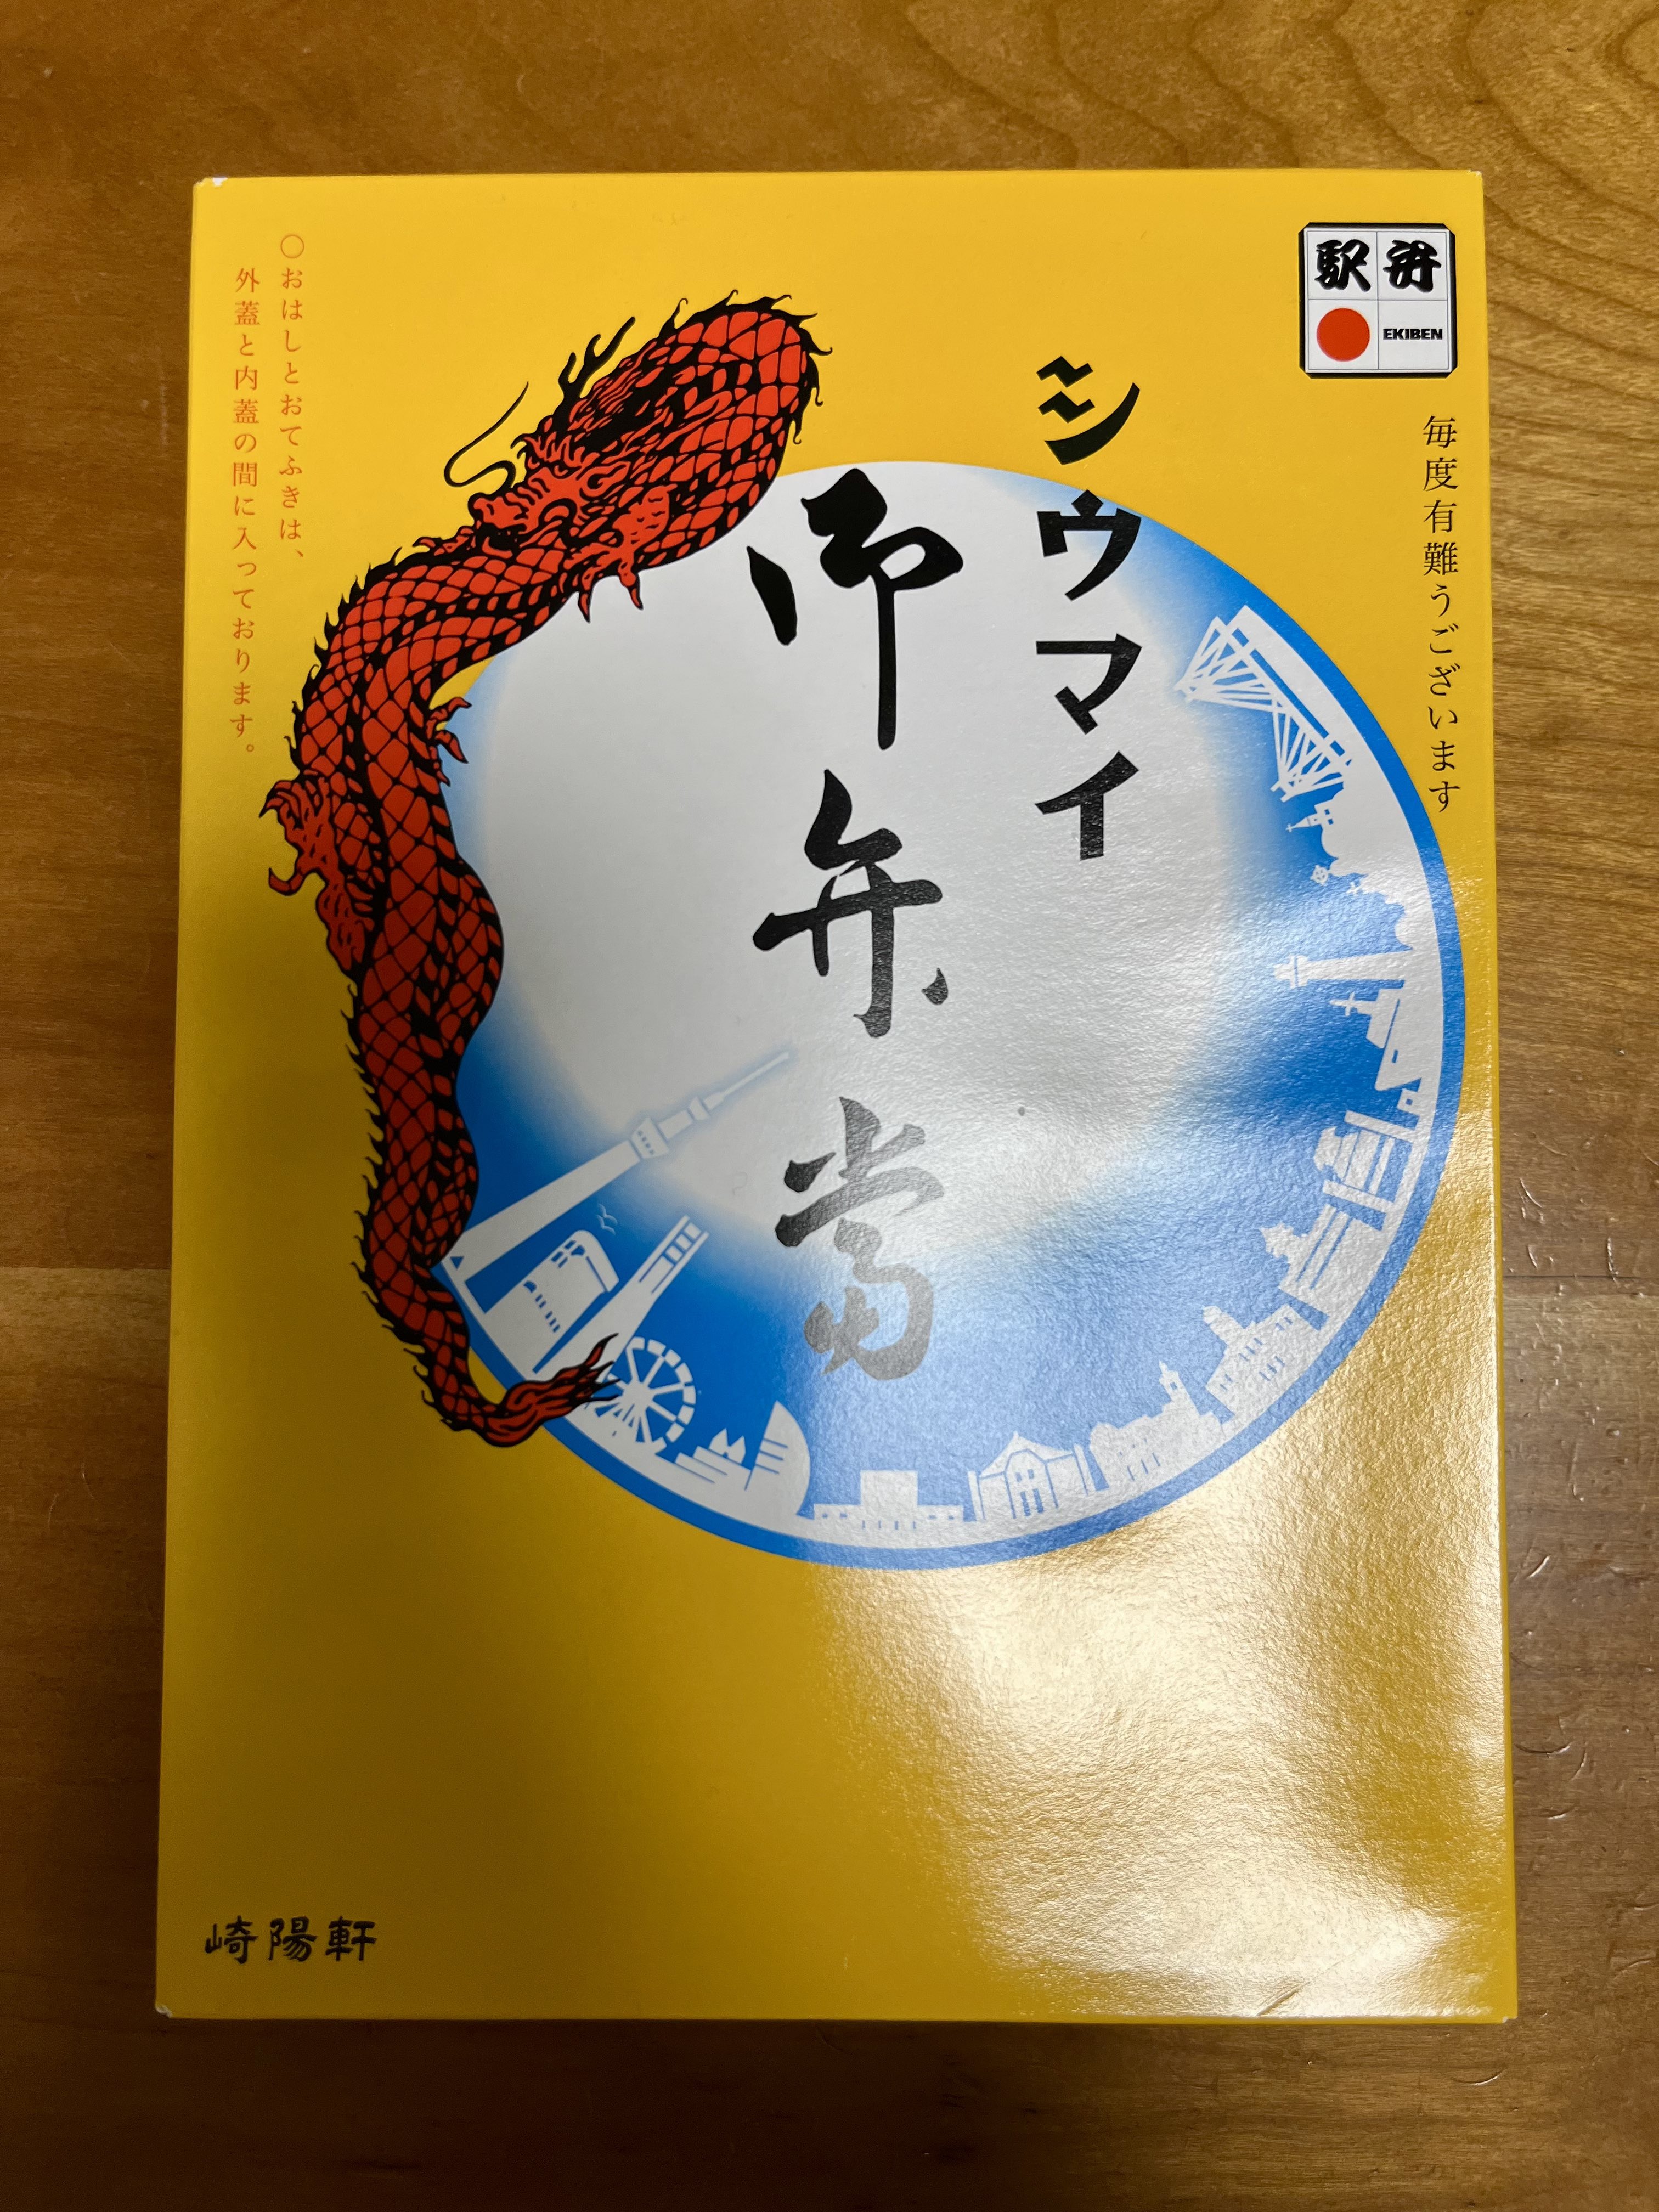 駅弁
EKIBEN
毎度有難うございます
シウマイ
御弁当
○おはしとおてふきは、
外蓋と内蓋の間に入っております。
崎陽軒